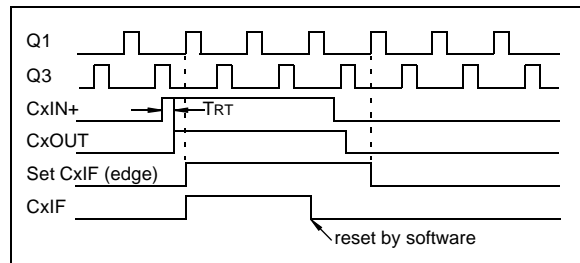 Q1
Q3
CxIN+
TRT
CxOUT
Set CxIF (edge)
CxIF
reset by software